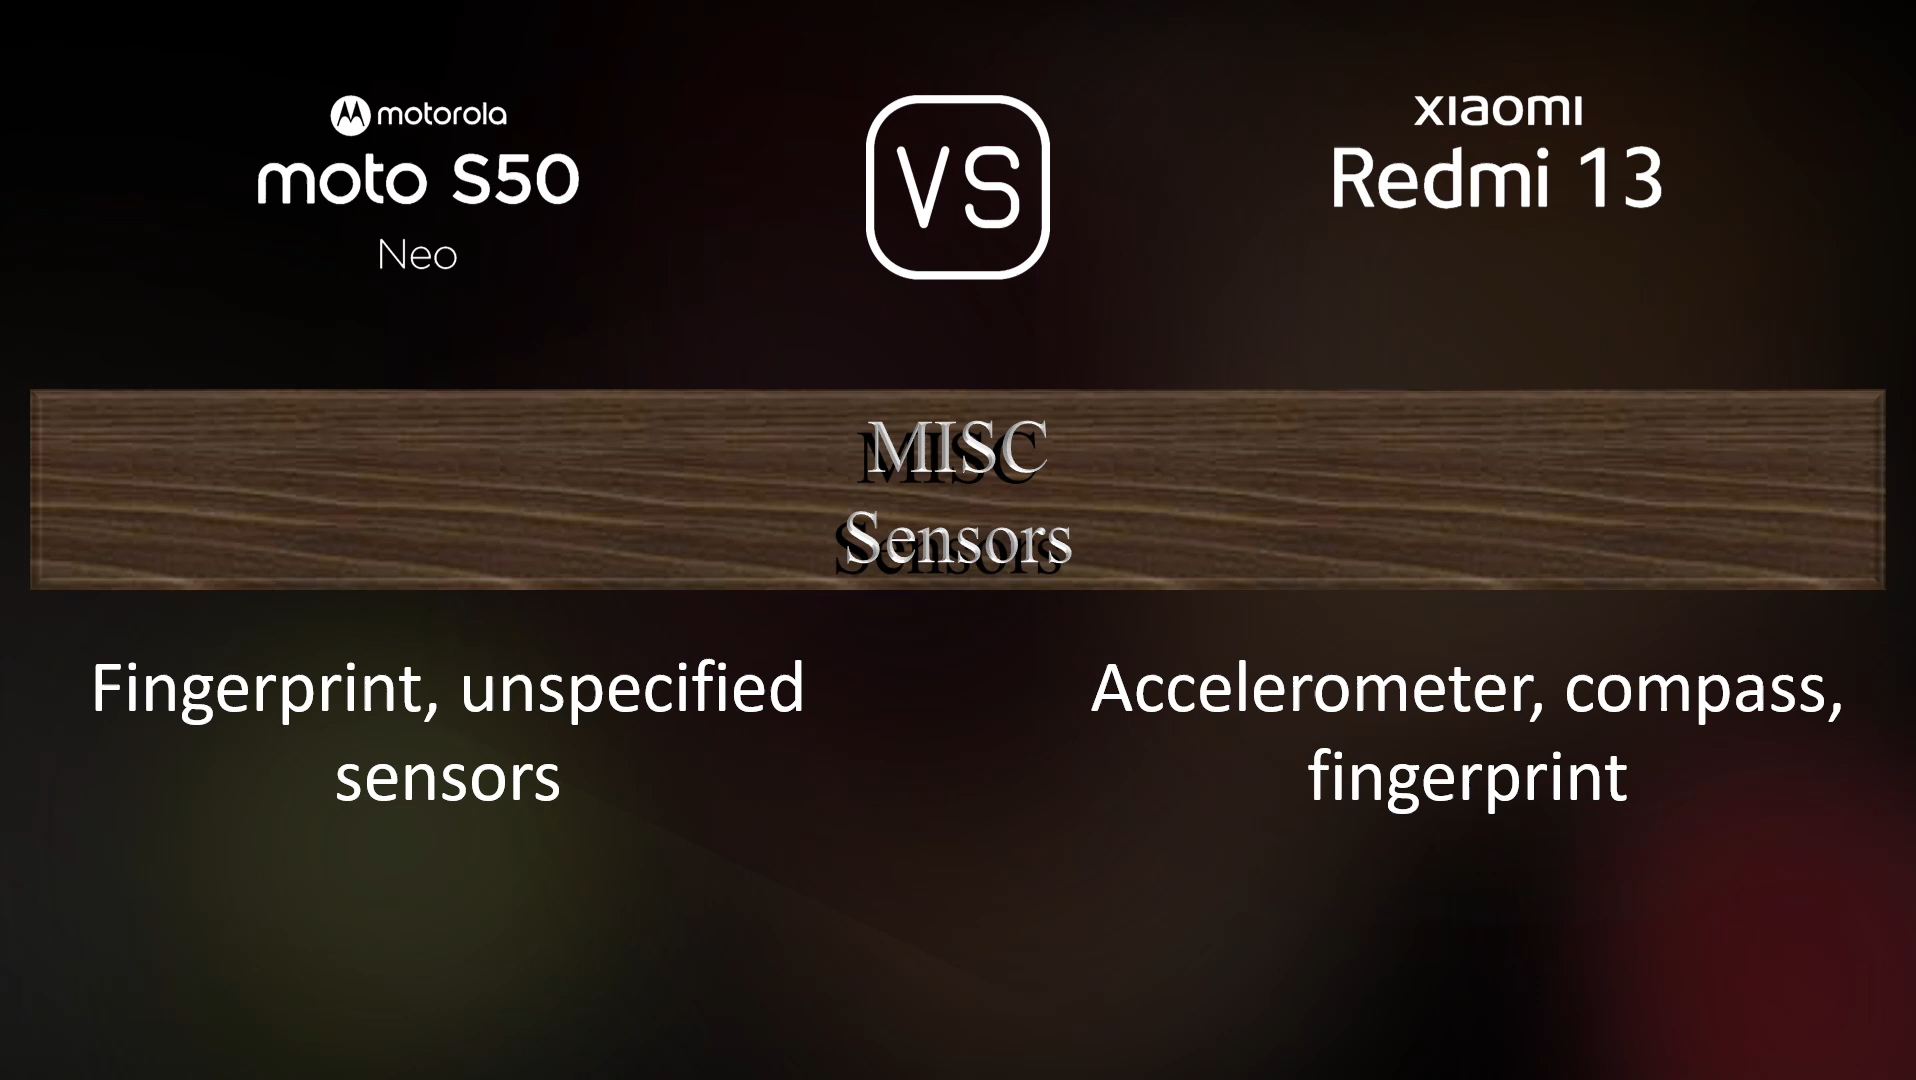 motorola
moto S50
Neo
VS
xiaomi
Redmi 13
MISC
Sensors
Fingerprint, unspecified
sensors
Accelerometer, compass,
fingerprint